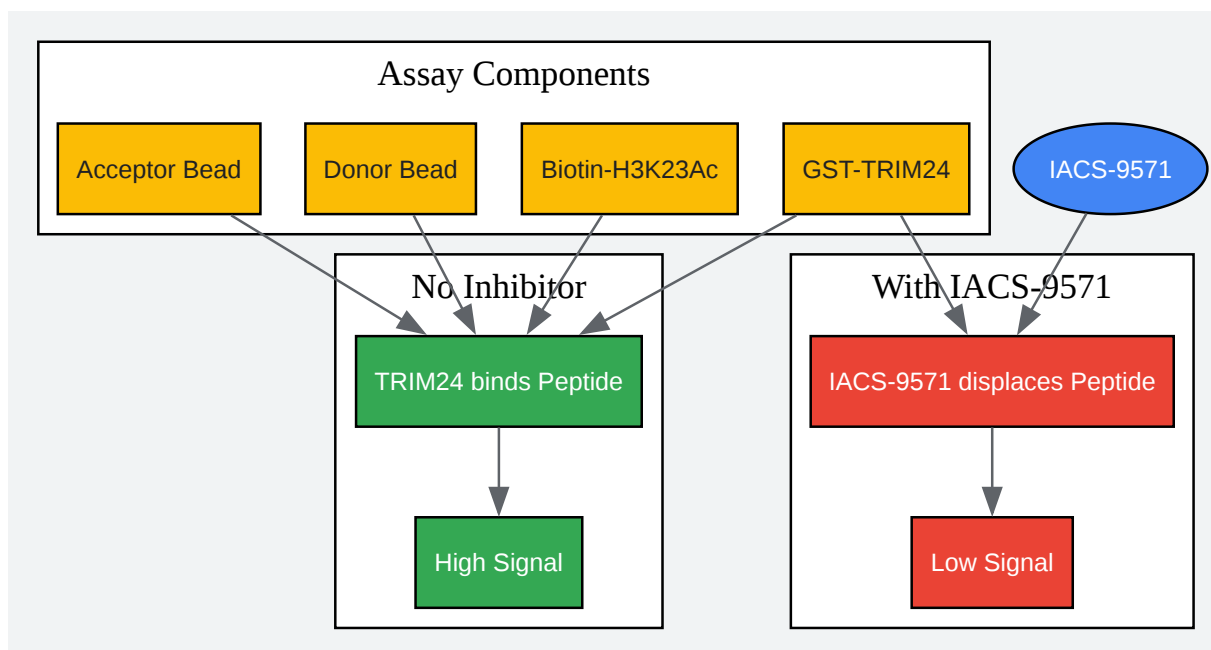 Assay Components
Acceptor Bead
Donor Bead
Biotin-H3K23Ac
GST-TRIM24
IACS-9571
No Inhibitor
With IACS-9571
TRIM24 binds Peptide
IACS-9571 displaces Peptide
High Signal
Low Signal